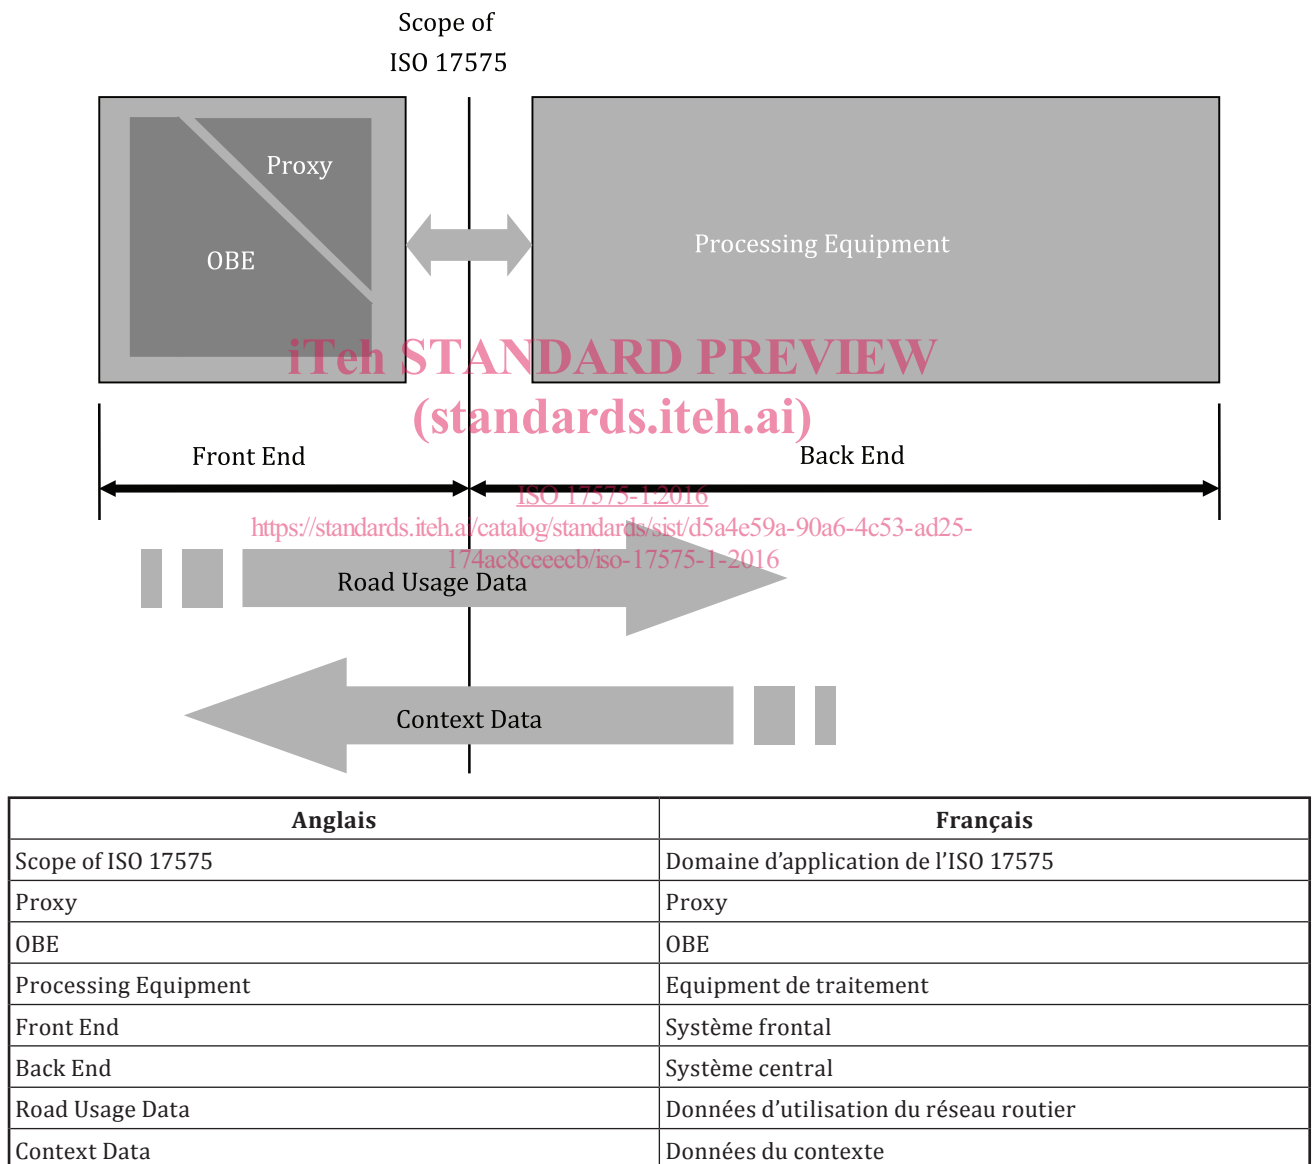 Scope of
ISO 17575
Proxy
OBE
Processing Equipment
iTeh STANDARD PREVIEW
(standards.iteh.ai)
Front End
Back End
ISO 17575-1:2016
https://standards.iteh.ai/catalog/standards/sist/d5a4e59a-90a6-4c53-ad25-
174ac8ceeecb/iso-17575-1-2016
Road Usage Data
Context Data
Anglais Français
Scope of ISO 17575 Domaine d’application de l’ISO 17575
Proxy Proxy
OBE OBE
Processing Equipment Equipment de traitement
Front End Système frontal
Back End Système central
Road Usage Data Données d’utilisation du réseau routier
Context Data Données du contexte